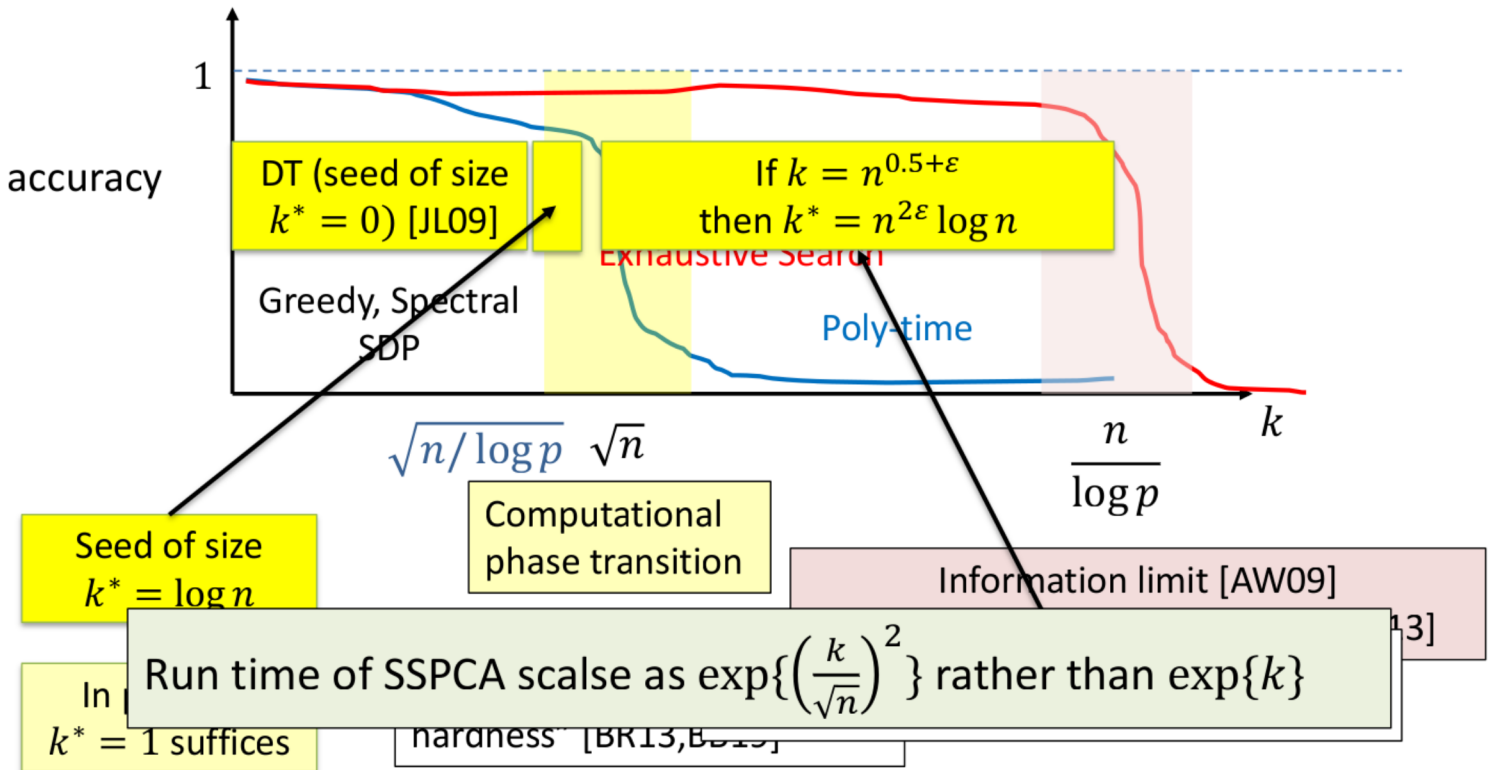 1
accuracy
DT (seed of size
k* = 0) [JL09]
If k = n^{0.5+ε}
then k* = n^{2ε} log n
Exhaustive Search
Greedy, Spectral
SDP
Poly-time
√(n/ log p)
√n
n
log p
k
Computational
phase transition
Seed of size
k* = log n
Information limit [AW09]
13]
Run time of SSPCA scalse as exp{(k/√n)^2} rather than exp{k}
In
k* = 1 suffices
hardness" [BR13,